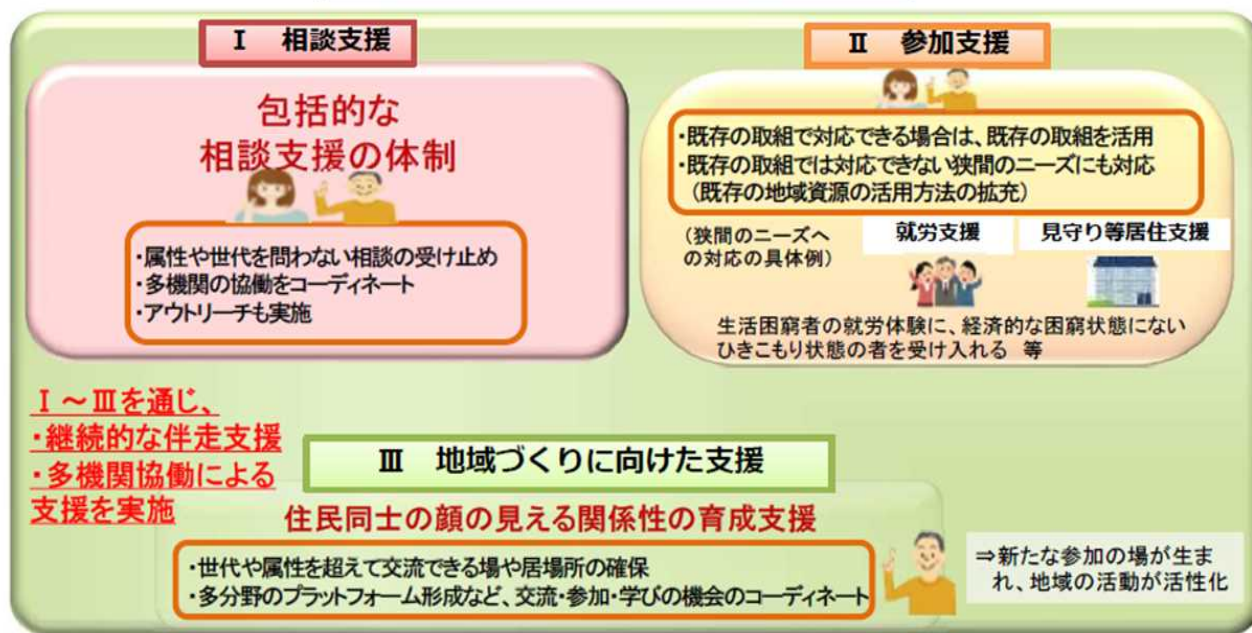 Ⅰ　相談支援
包括的な
相談支援の体制
・属性や世代を問わない相談の受け止め
・多機関の協働をコーディネート
・アウトリーチも実施
Ⅱ　参加支援
・既存の取組で対応できる場合は、既存の取組を活用
・既存の取組では対応できない狭間のニーズにも対応
（既存の地域資源の活用方法の拡充）
（狭間のニーズへ
の対応の具体例）
就労支援
見守り等居住支援
生活困窮者の就労体験に、経済的な困窮状態にない
ひきこもり状態の者を受け入れる　等
Ⅰ～Ⅲを通じ、
・継続的な伴走支援
・多機関協働による
支援を実施
Ⅲ　地域づくりに向けた支援
住民同士の顔の見える関係性の育成支援
・世代や属性を超えて交流できる場や居場所の確保
・多分野のプラットフォーム形成など、交流・参加・学びの機会のコーディネート
⇒新たな参加の場が生ま
れ、地域の活動が活性化